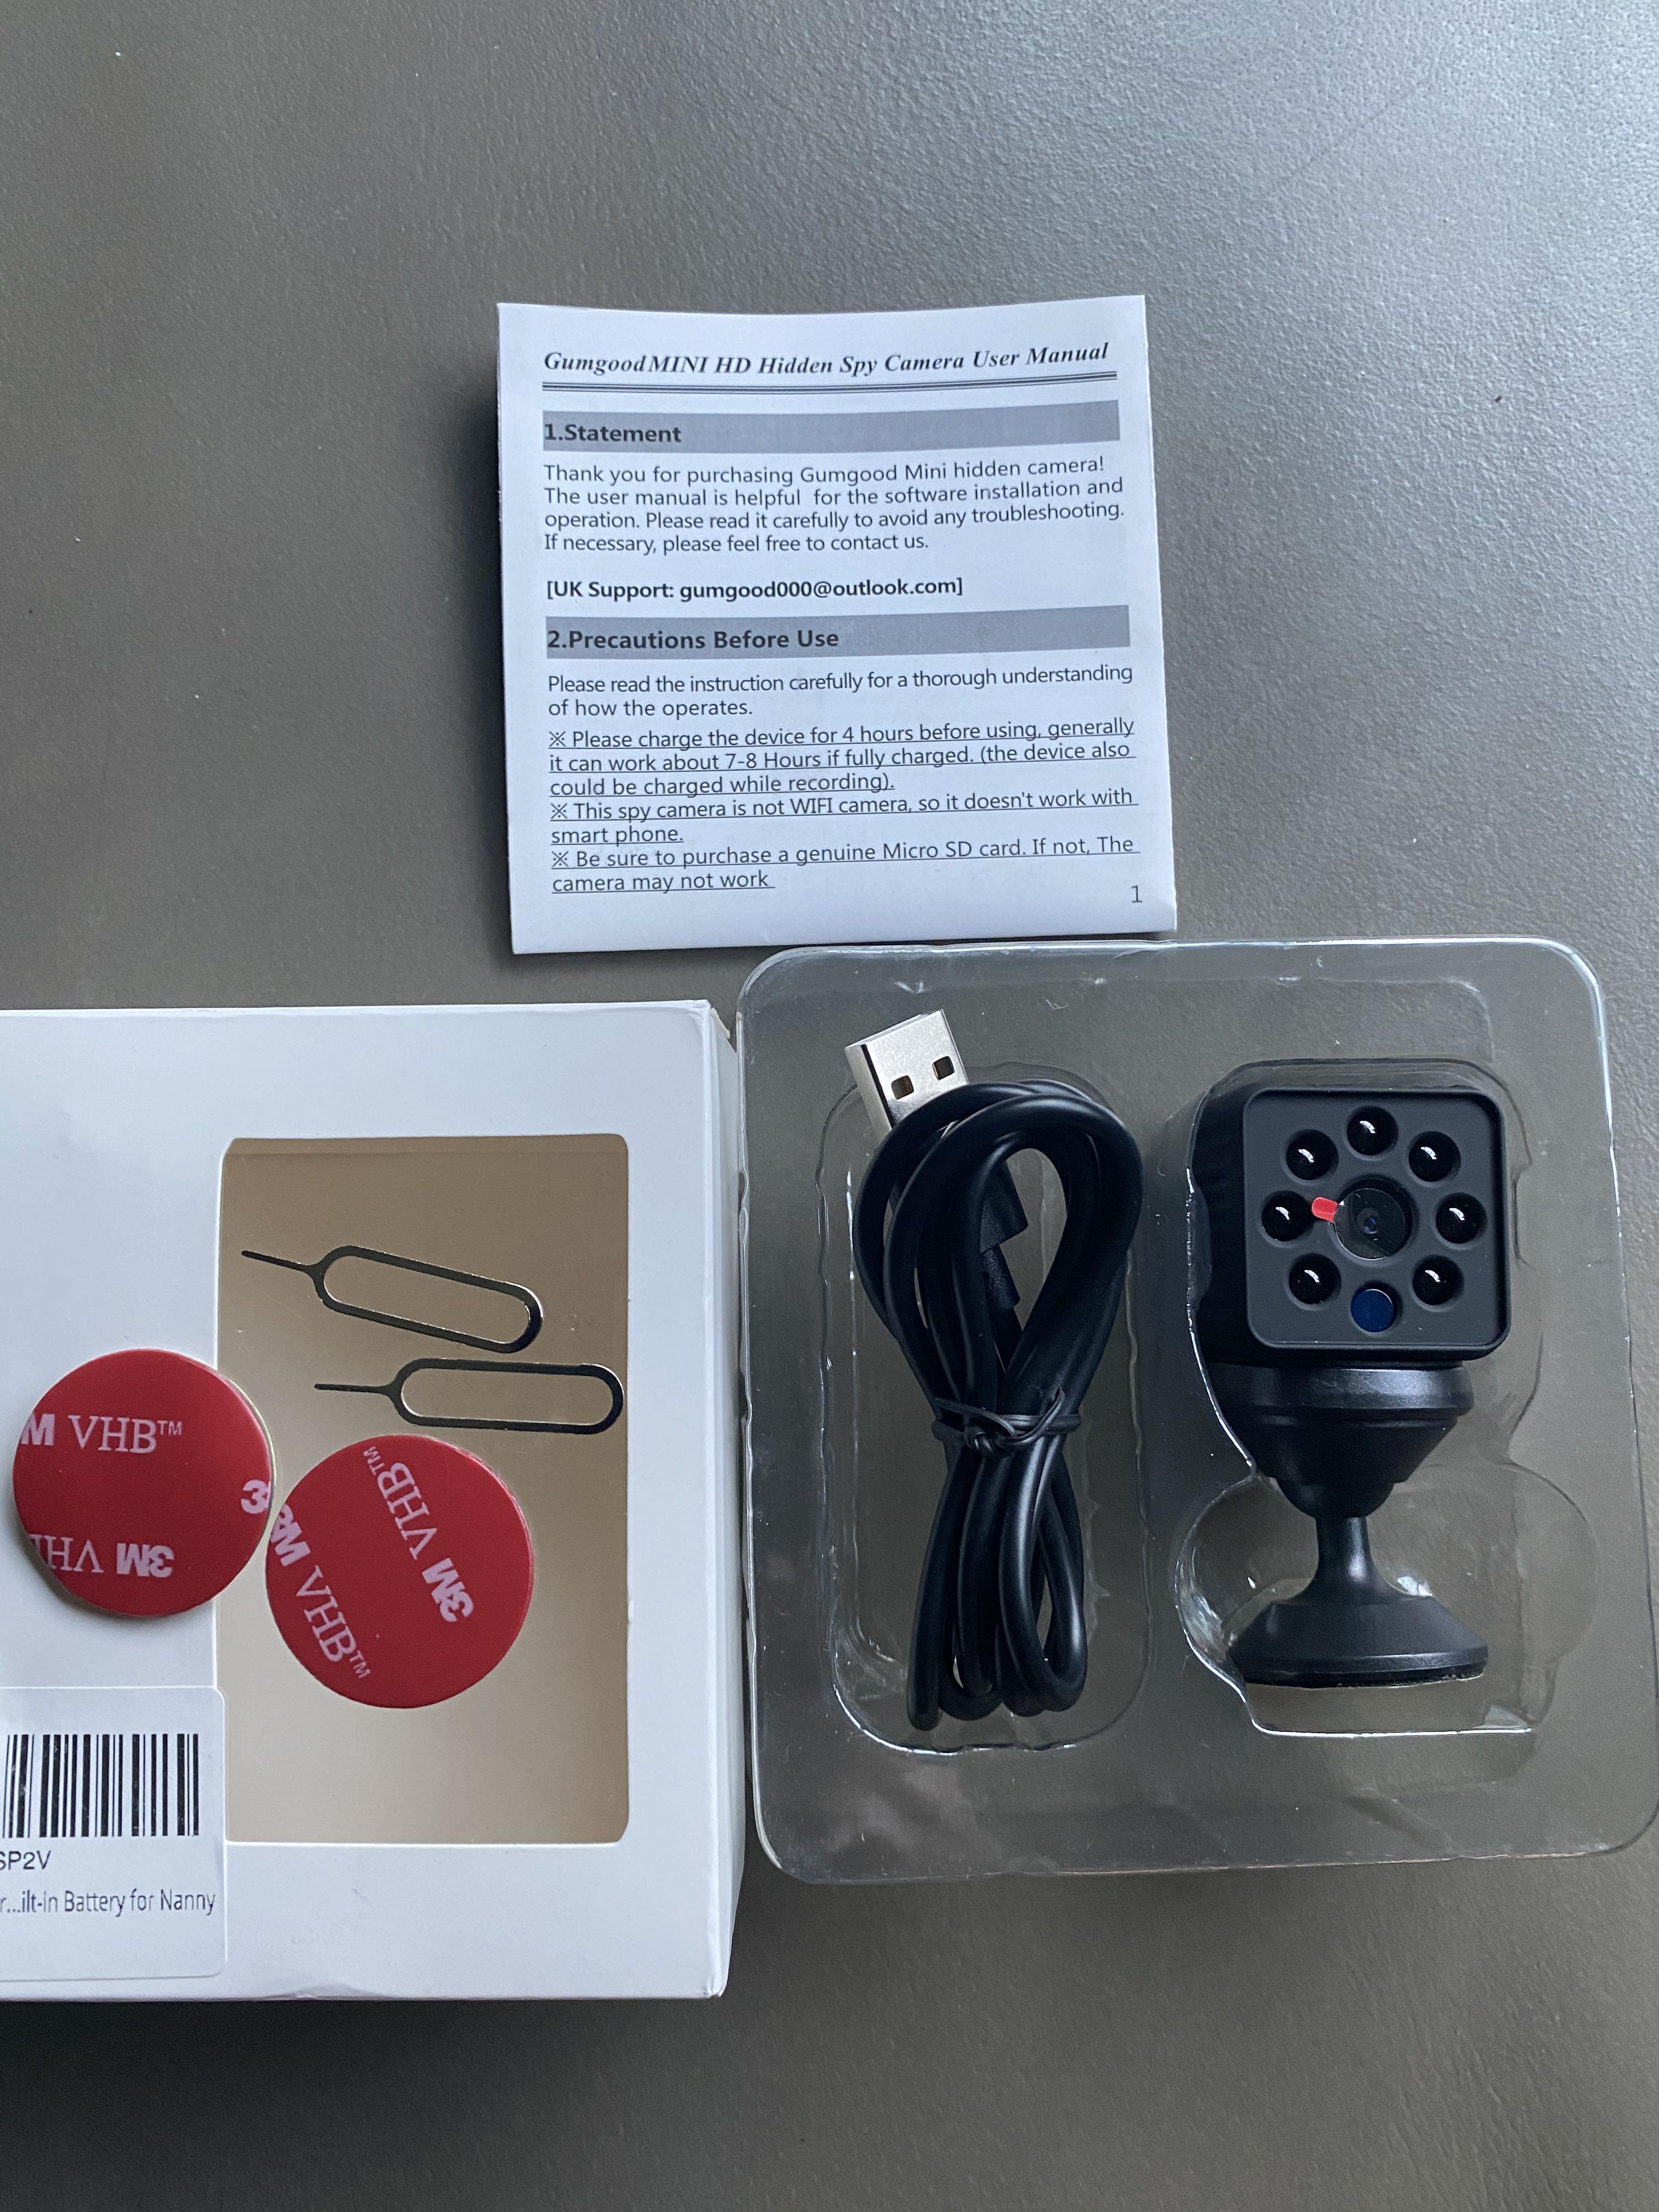 Gumgood MINI HD Hidden Spy Camera User Manual
1.Statement
Thank you for purchasing Gumgood Mini hidden camera!
The user manual is helpful for the software installation and
operation. Please read it carefully to avoid any troubleshooting.
If necessary, please feel free to contact us.
[UK Support: gumgood000@outlook.com]
2.Precautions Before Use
Please read the instruction carefully for a thorough understanding
of how the operates.
※ Please charge the device for 4 hours before using, generally
it can work about 7-8 Hours if fully charged. (the device also
could be charged while recording).
※ This spy camera is not WIFI camera, so it doesn't work with
smart phone.
※ Be sure to purchase a genuine Micro SD card. If not, The
camera may not work
1
M VHB™
3
VH
3M
3M VHB™
3M VHB™
SP2V
r...ilt-in Battery for Nanny